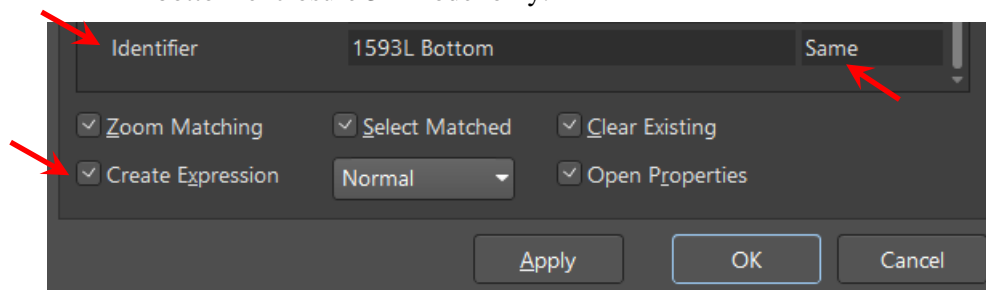 Identifier 1593L Bottom Same
Zoom Matching Select Matched Clear Existing
Create Expression Normal Open Properties
Apply OK Cancel